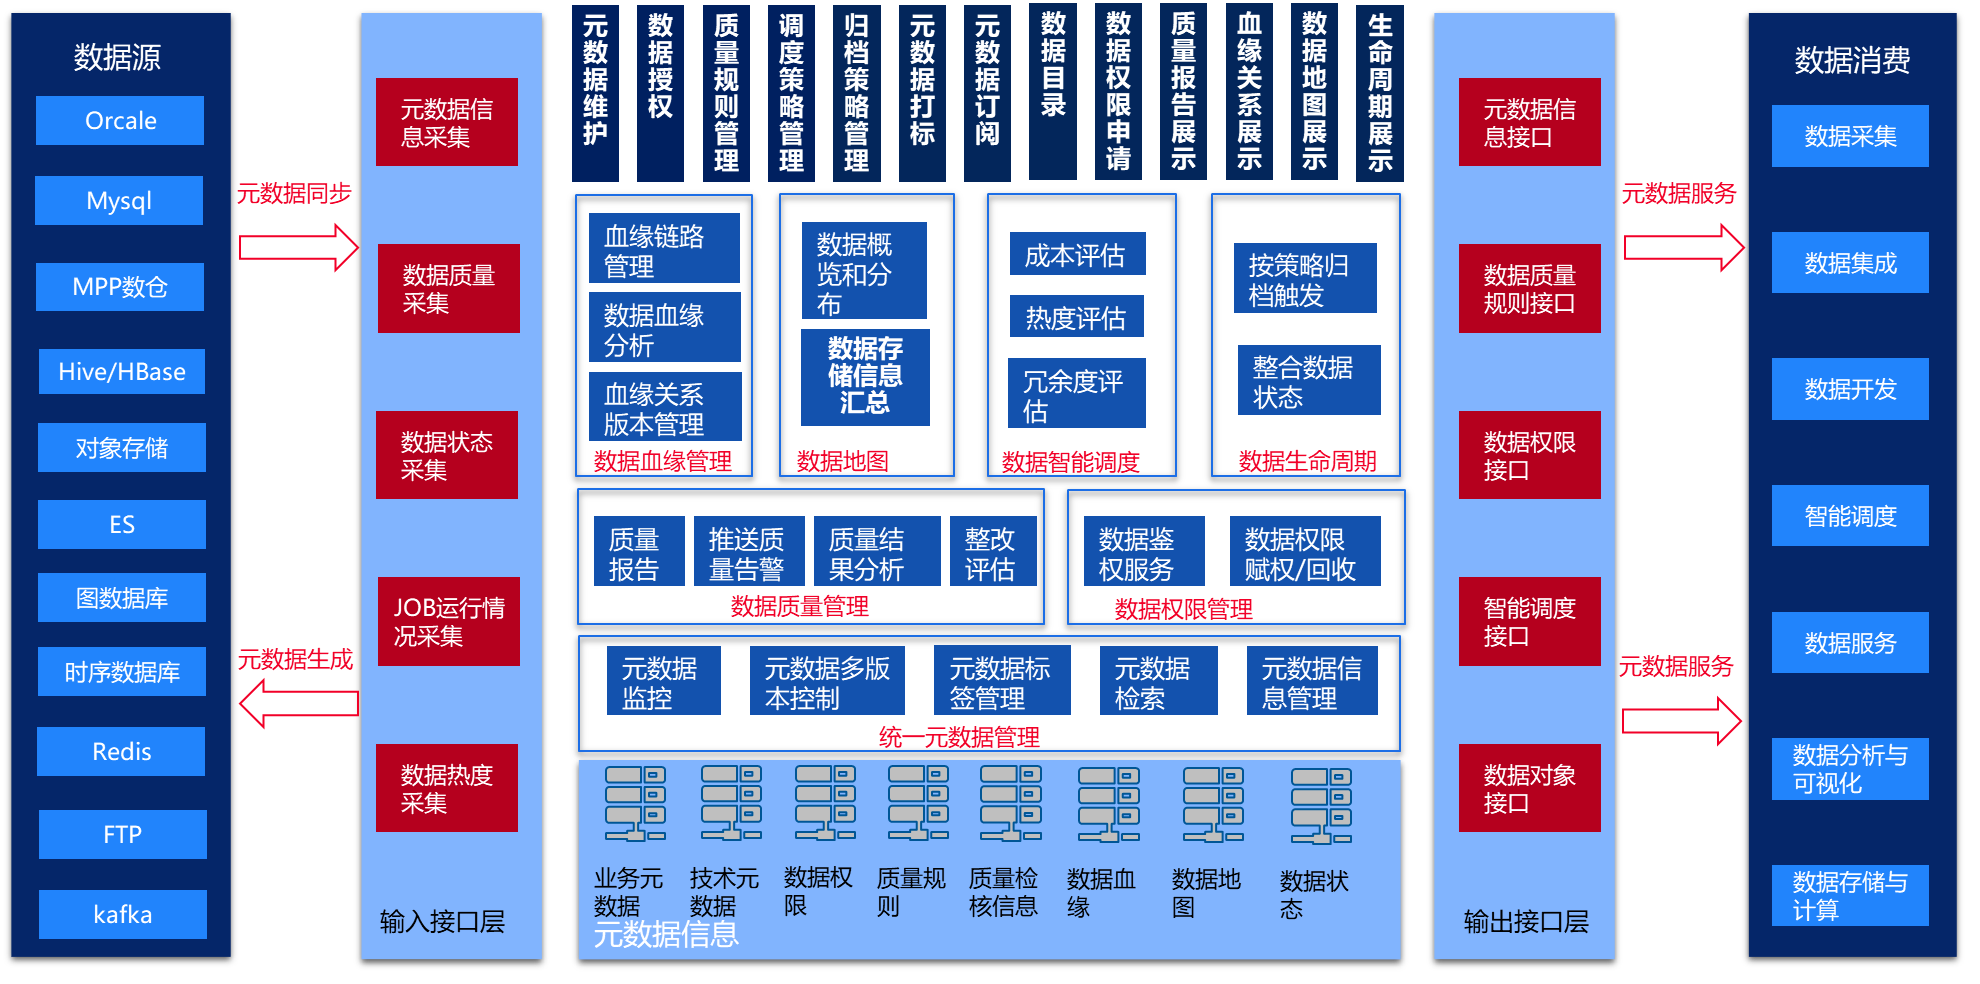 数据源
Orcale
Mysql
MPP数仓
Hive/HBase
对象存储
ES
图数据库
时序数据库
Redis
FTP
kafka
元数据同步
元数据生成
元数据信
息采集
数据质量
采集
数据状态
采集
JOB运行情
况采集
数据热度
采集
输入接口层
元数据维护
数据授权
质量规则管理
调度策略管理
归档策略管理
元数据打标
元数据订阅
数据目录
数据权限申请
质量报告展示
血缘关系展示
数据地图展示
生命周期展示
血缘链路
管理
数据血缘
分析
血缘关系
版本管理
数据血缘管理
数据概
览和分
布
数据存
储信息
汇总
数据地图
成本评估
热度评估
冗余度评
估
数据智能调度
按策略归
档触发
整合数据
状态
数据生命周期
质量
报告
推送质
量告警
质量结
果分析
整改
评估
数据质量管理
数据鉴
权服务
数据权限
赋权/回收
数据权限管理
元数据
监控
元数据多版
本控制
元数据标
签管理
元数据
检索
元数据信
息管理
统一元数据管理
业务元
数据
技术元
数据
数据权
限
质量规
则
质量检
核信息
数据血
缘
数据地
图
数据状
态
元数据信息
元数据信
息接口
数据质量
规则接口
数据权限
接口
智能调度
接口
数据对象
接口
输出接口层
元数据服务
元数据服务
数据消费
数据采集
数据集成
数据开发
智能调度
数据服务
数据分析与
可视化
数据存储与
计算